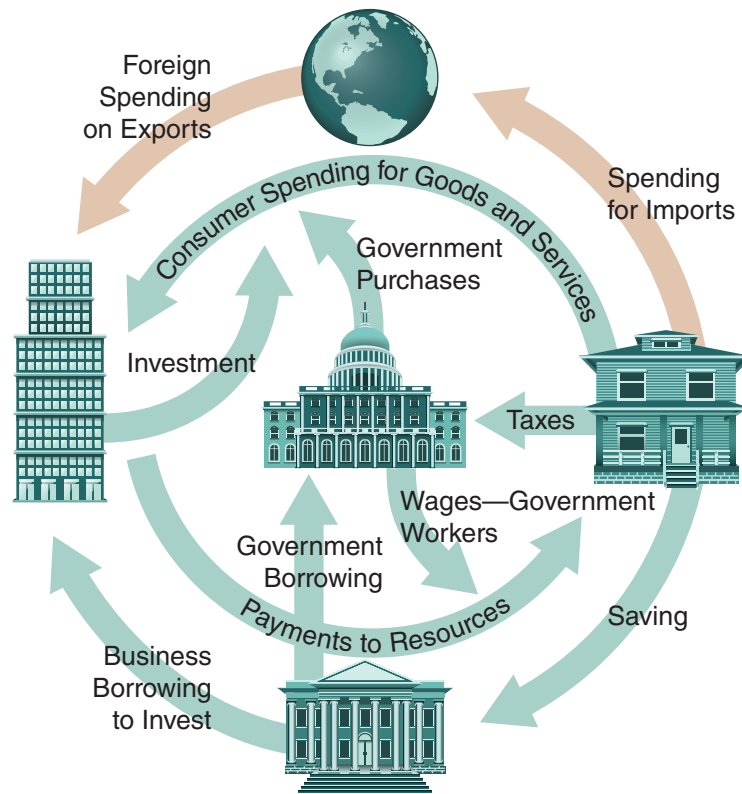 Foreign
Spending
on Exports
Consumer Spending for Goods and Services
Spending
for Imports
Government
Purchases
Investment
Taxes
Wages—Government
Workers
Government
Borrowing
Payments to Resources
Saving
Business
Borrowing
to Invest